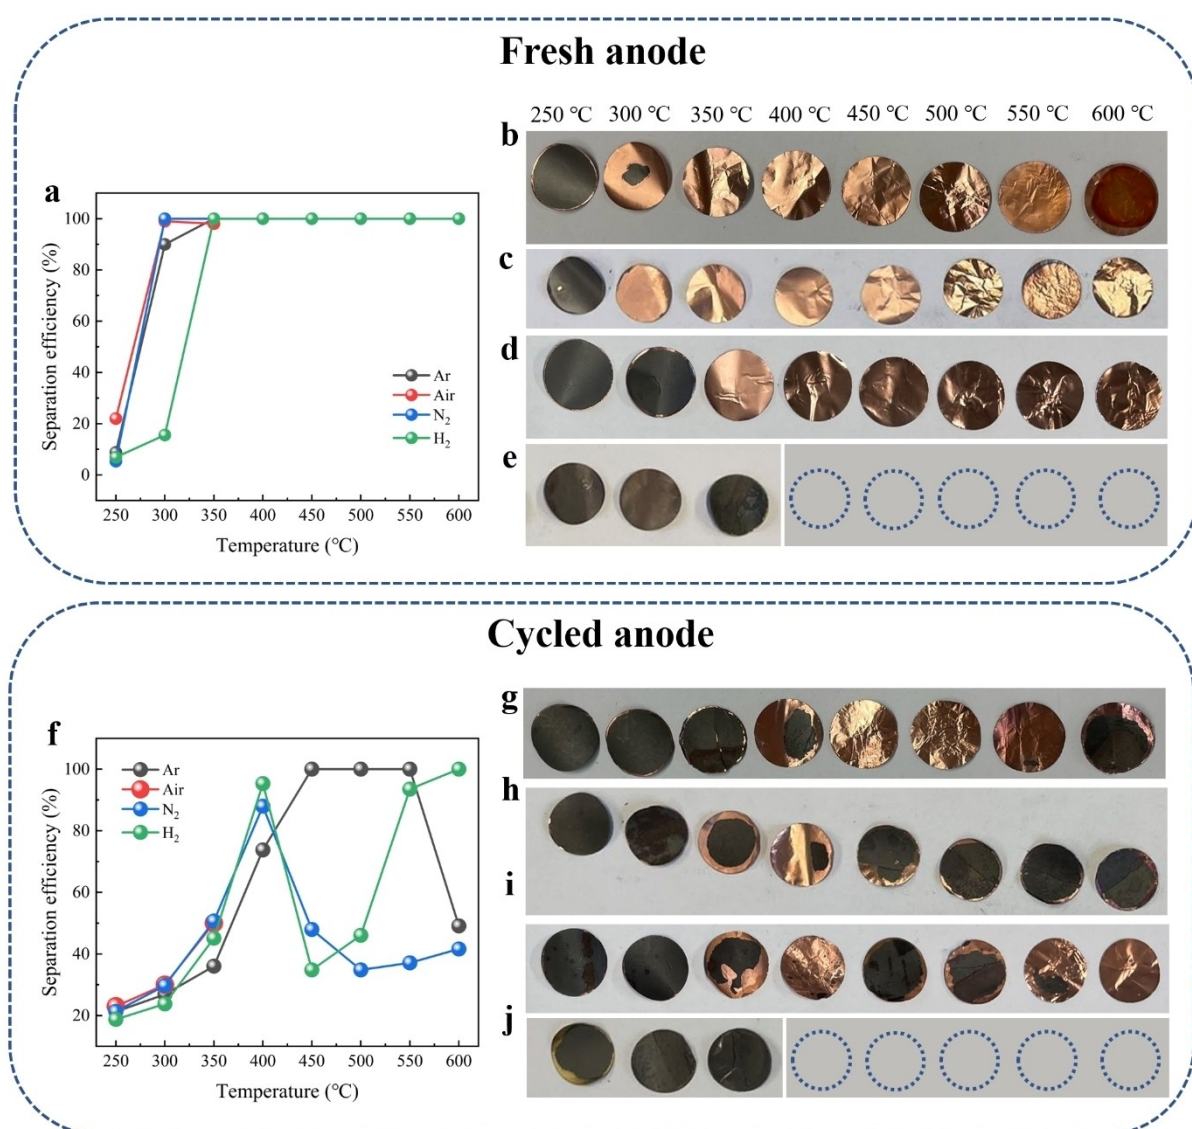 Fresh anode
250 °C 300 °C 350 °C 400 °C 450 °C 500 °C 550 °C 600 °C
b
a
c
d
e
Separation efficiency (%)
100
80
60
40
20
0
Ar
Air
N₂
H₂
250 300 350 400 450 500 550 600
Temperature (°C)
Cycled anode
g
f
h
i
j
Separation efficiency (%)
100
80
60
40
20
Ar
Air
N₂
H₂
250 300 350 400 450 500 550 600
Temperature (°C)